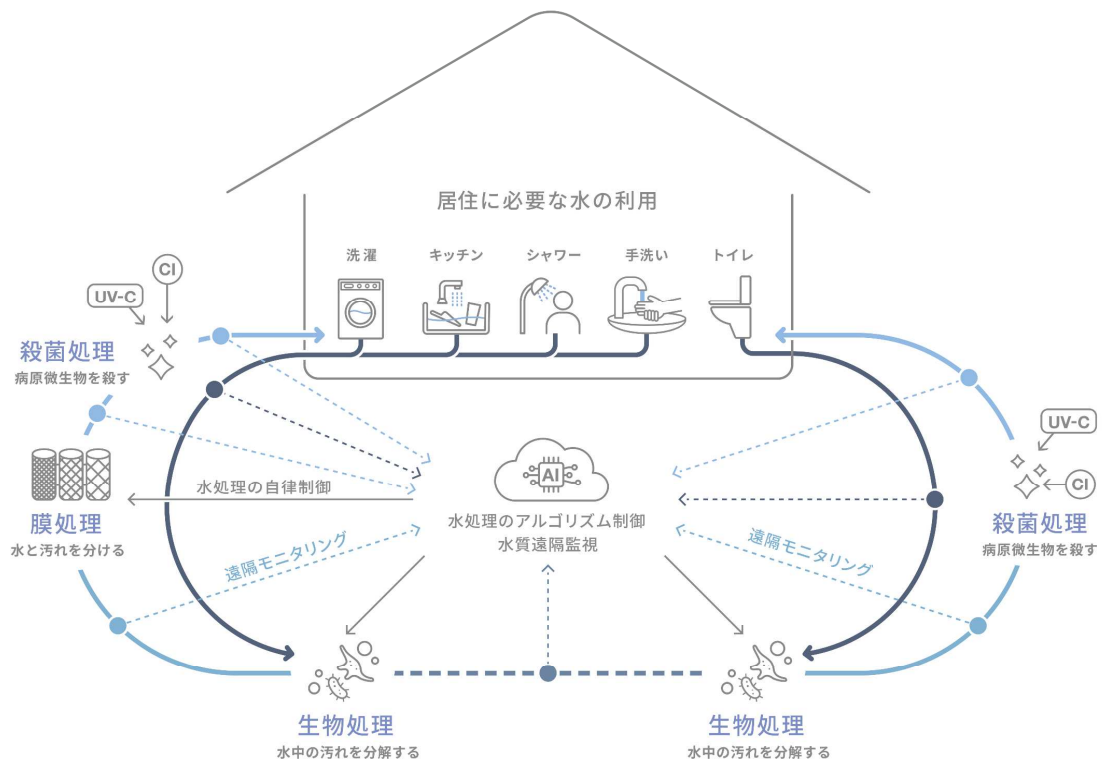 居住に必要な水の利用
洗濯
キッチン
シャワー
手洗い
トイレ
Cl
UV-C
殺菌処理
病原微生物を殺す
膜処理
水と汚れを分ける
水処理の自律制御
遠隔モニタリング
AI
水処理のアルゴリズム制御
水質遠隔監視
遠隔モニタリング
UV-C
Cl
殺菌処理
病原微生物を殺す
生物処理
水中の汚れを分解する
生物処理
水中の汚れを分解する